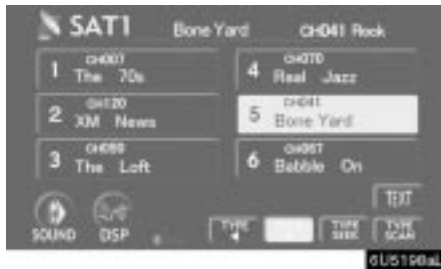 SAT1 Bone Yard CH041 Rock
CH007
1 The 70s
CH070
4 Real Jazz
CH120
2 XM News
CH041
5 Bone Yard
3 The Loft
CH067
6 Babble On
TEXT
SOUND DSP TYPE TYPE SEEK TYPE SCAN
6U5198aL